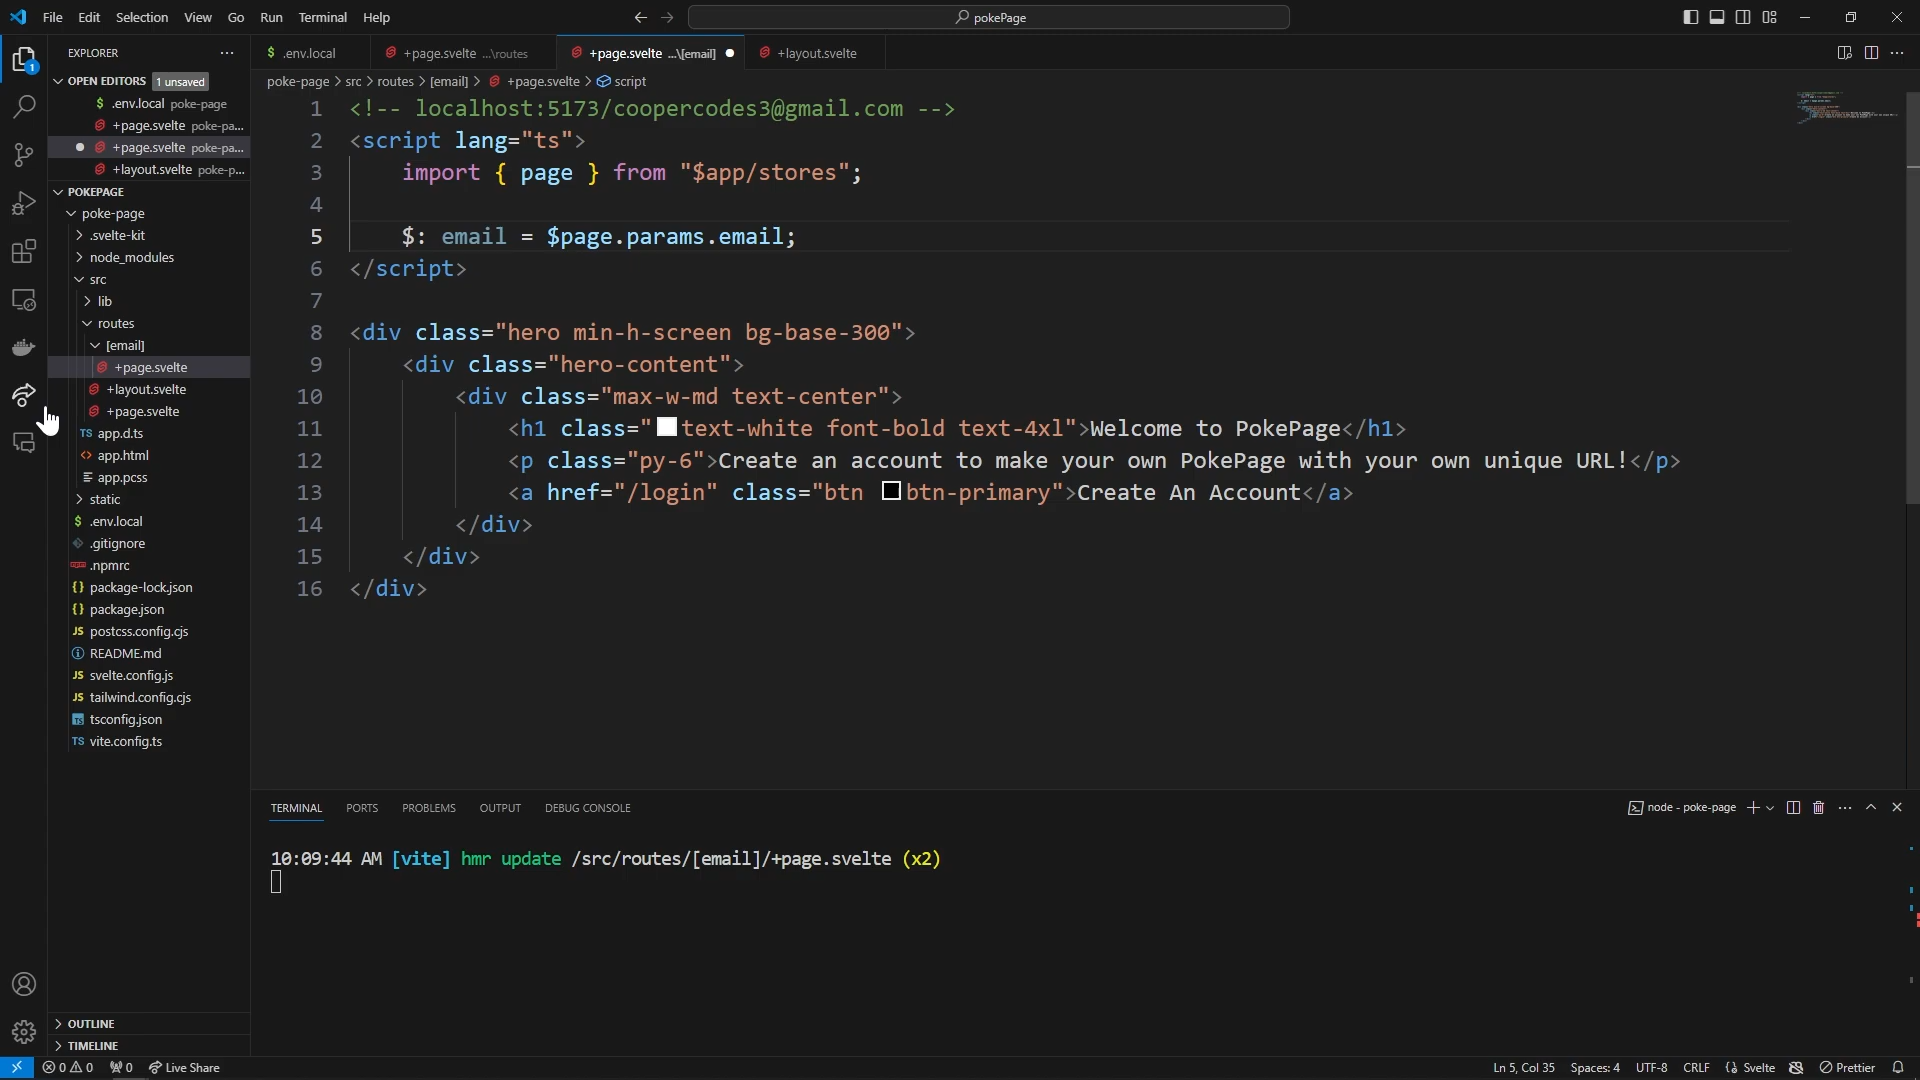 File Edit Selection View Go Run Terminal Help
pokePage
EXPLORER
OPEN EDITORS 1 unsaved
.env.local poke-page
+page.svelte poke-pa...
+page.svelte poke-pa...
+layout.svelte poke-p...
POKEPAGE
poke-page
.svelte-kit
node_modules
src
lib
routes
[email]
+page.svelte
+layout.svelte
+page.svelte
TS app.d.ts
app.html
app.pcss
static
$ .env.local
.gitignore
.npmrc
{} package-lock.json
{} package.json
JS postcss.config.cjs
README.md
JS svelte.config.js
JS tailwind.config.cjs
TS tsconfig.json
TS vite.config.ts
OUTLINE
TIMELINE
1
$ .env.local
+page.svelte ...\routes
+page.svelte ...\[email]
+layout.svelte
poke-page > src > routes > [email] > +page.svelte > script
1 <!-- localhost:5173/coopercodes3@gmail.com -->
2 <script lang="ts">
3 import { page } from "$app/stores";
4
5 $: email = $page.params.email;
6 </script>
7
8 <div class="hero min-h-screen bg-base-300">
9 <div class="hero-content">
10 <div class="max-w-md text-center">
11 <h1 class="text-white font-bold text-4xl">Welcome to PokePage</h1>
12 <p class="py-6">Create an account to make your own PokePage with your own unique URL!</p>
13 <a href="/login" class="btn btn-primary">Create An Account</a>
14 </div>
15 </div>
16 </div>
TERMINAL PORTS PROBLEMS OUTPUT DEBUG CONSOLE
node - poke-page
10:09:44 AM [vite] hmr update /src/routes/[email]/+page.svelte (x2)
0 0 0 Live Share
Ln 5, Col 35 Spaces: 4 UTF-8 CRLF {} Svelte Prettier